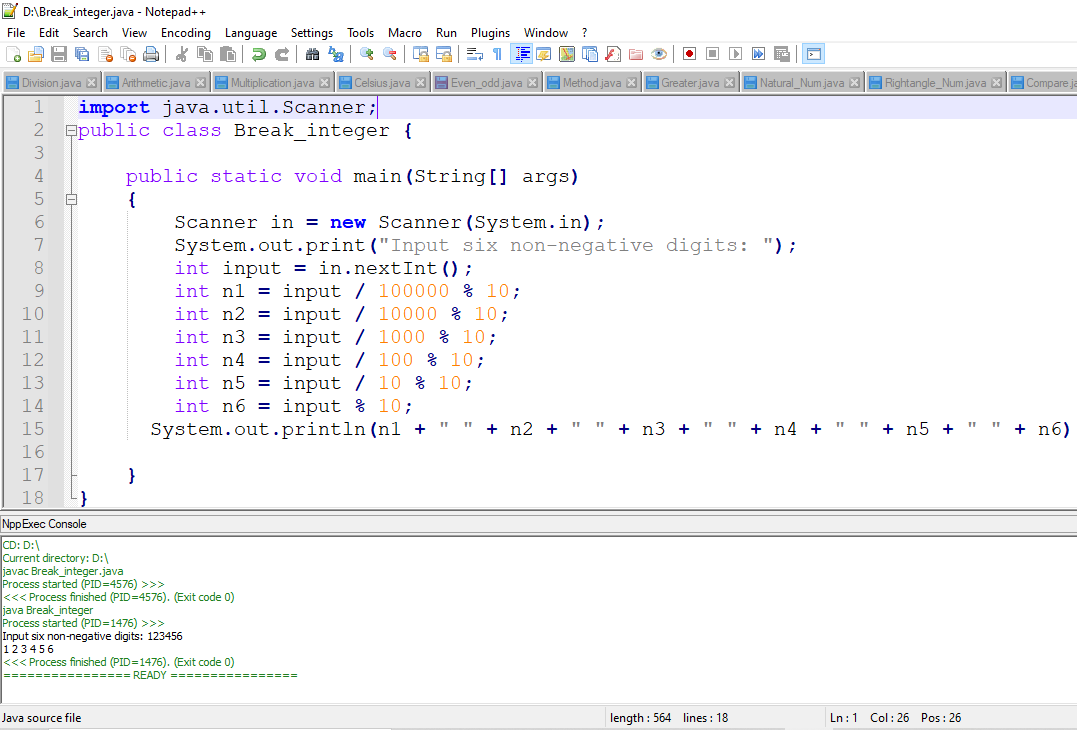 D:\Break_integer.java - Notepad++
File Edit Search View Encoding Language Settings Tools Macro Run Plugins Window ?
Division.java Arithmetic.java Multiplication.java Celsius.java Even_odd.java Method.java Greater.java Natural_Num.java Rightangle_Num.java Compare.ja
1 import java.util.Scanner;
2 public class Break_integer {
3
4 public static void main(String[] args)
5 {
6 Scanner in = new Scanner(System.in);
7 System.out.print("Input six non-negative digits: ");
8 int input = in.nextInt();
9 int n1 = input / 100000 % 10;
10 int n2 = input / 10000 % 10;
11 int n3 = input / 1000 % 10;
12 int n4 = input / 100 % 10;
13 int n5 = input / 10 % 10;
14 int n6 = input % 10;
15 System.out.println(n1 + " " + n2 + " " + n3 + " " + n4 + " " + n5 + " " + n6)
16
17 }
18 }
NppExec Console
CD: D:\
Current directory: D:\
javac Break_integer.java
Process started (PID=4576) >>>
<<< Process finished (PID=4576). (Exit code 0)
java Break_integer
Process started (PID=1476) >>>
Input six non-negative digits: 123456
1 2 3 4 5 6
<<< Process finished (PID=1476). (Exit code 0)
================ READY ================
Java source file length : 564 lines : 18 Ln : 1 Col : 26 Pos : 26